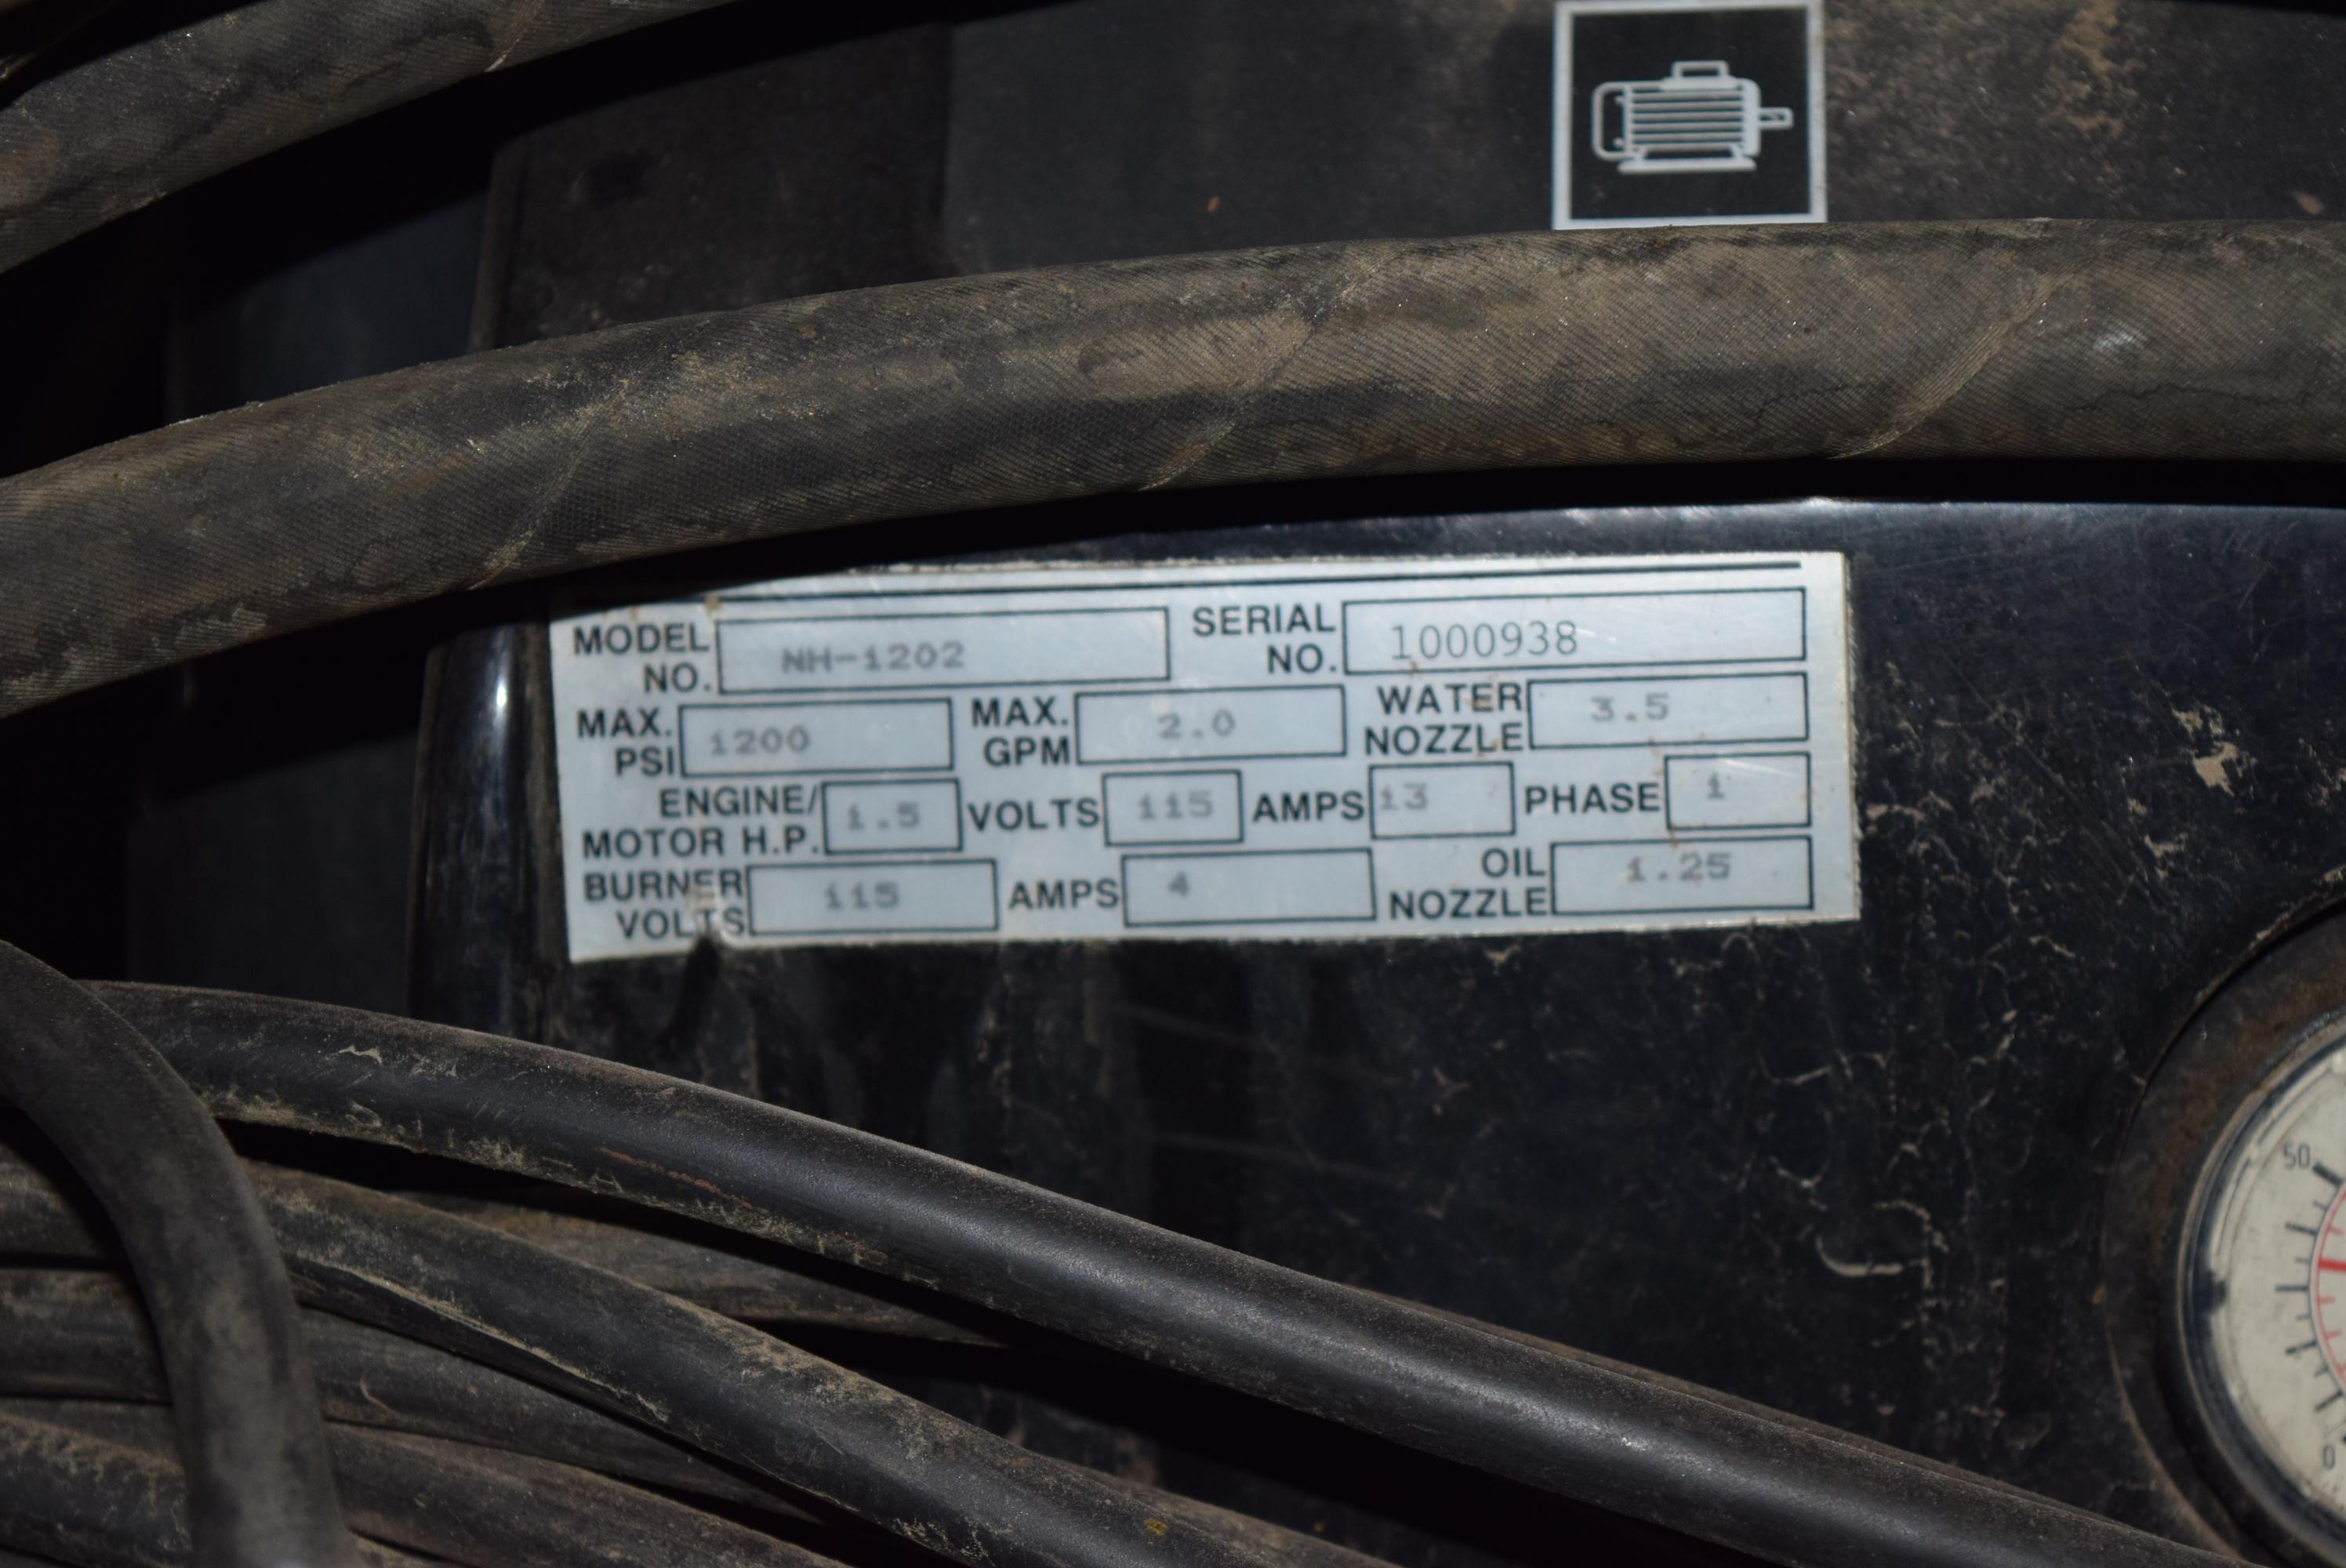 MODEL NO. NH-1202 SERIAL NO. 1000938
MAX. PSI 1200 MAX. GPM 2.0 WATER NOZZLE 3.5
ENGINE/ MOTOR H.P. 1.5 VOLTS 115 AMPS 13 PHASE 1
BURNER VOLTS 115 AMPS 4 OIL NOZZLE 1.25
50
0